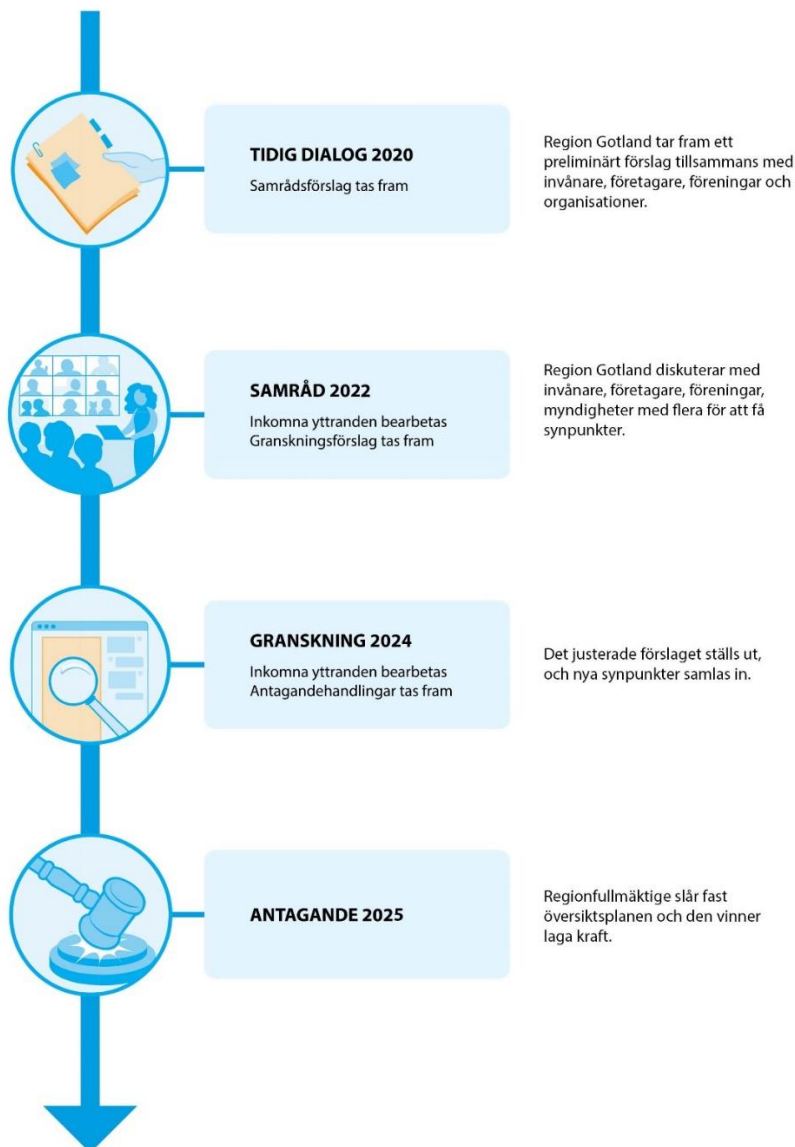 TIDIG DIALOG 2020
Samrådsförslag tas fram
Region Gotland tar fram ett
preliminärt förslag tillsammans med
invånare, företagare, föreningar och
organisationer.
SAMRÅD 2022
Inkomna yttranden bearbetas
Granskningsförslag tas fram
Region Gotland diskuterar med
invånare, företagare, föreningar,
myndigheter med flera för att få
synpunkter.
GRANSKNING 2024
Inkomna yttranden bearbetas
Antagandehandlingar tas fram
Det justerade förslaget ställs ut,
och nya synpunkter samlas in.
ANTAGANDE 2025
Regionfullmäktige slår fast
översiktsplanen och den vinner
laga kraft.